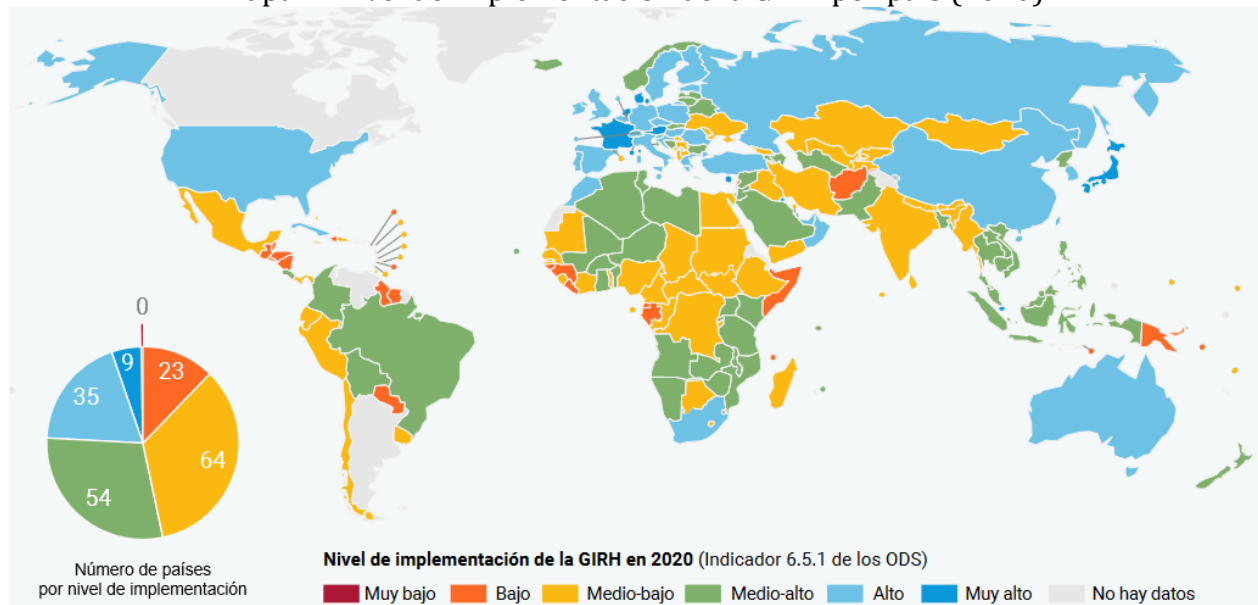 0
9
23
35
64
54
Número de países
por nivel de implementación
Nivel de implementación de la GIRH en 2020 (Indicador 6.5.1 de los ODS)
Muy bajo Bajo Medio-bajo Medio-alto Alto Muy alto No hay datos